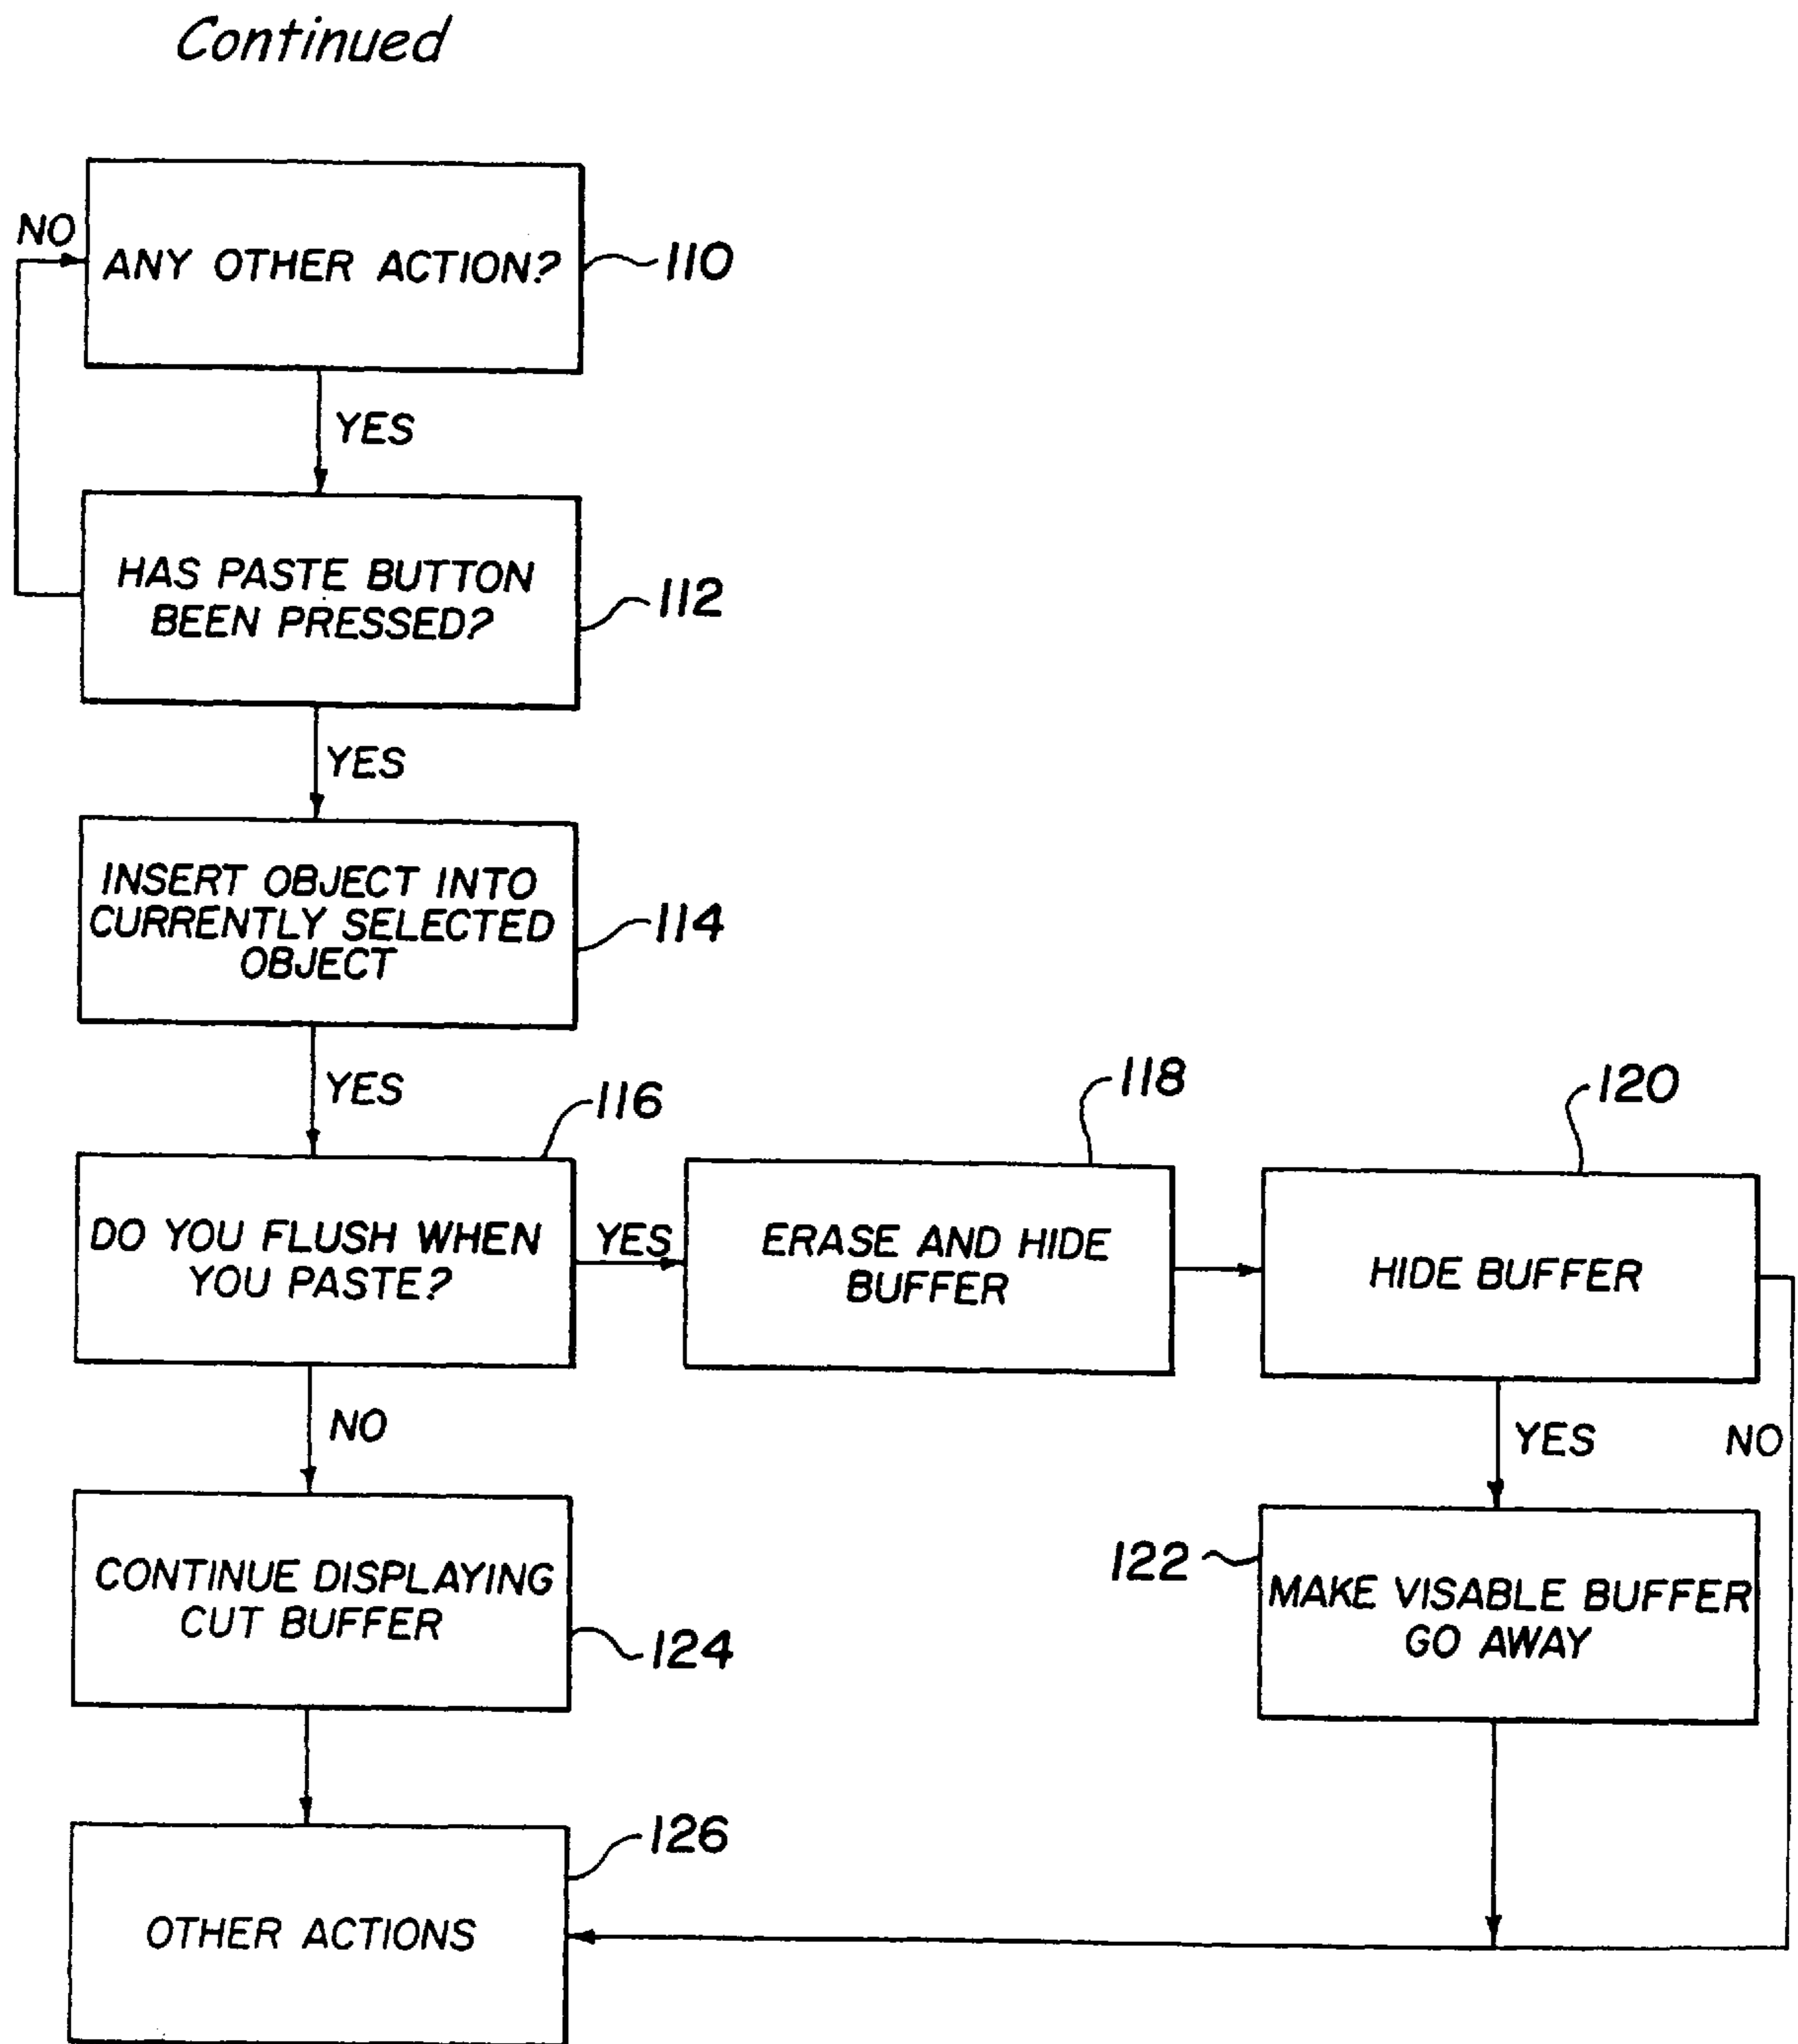 Continued
NO
ANY OTHER ACTION?
110
YES
HAS PASTE BUTTON
BEEN PRESSED?
112
YES
INSERT OBJECT INTO
CURRENTLY SELECTED
OBJECT
114
YES
116
118
120
DO YOU FLUSH WHEN
YOU PASTE?
YES
ERASE AND HIDE
BUFFER
HIDE BUFFER
NO
YES
NO
CONTINUE DISPLAYING
CUT BUFFER
124
122
MAKE VISABLE BUFFER
GO AWAY
126
OTHER ACTIONS